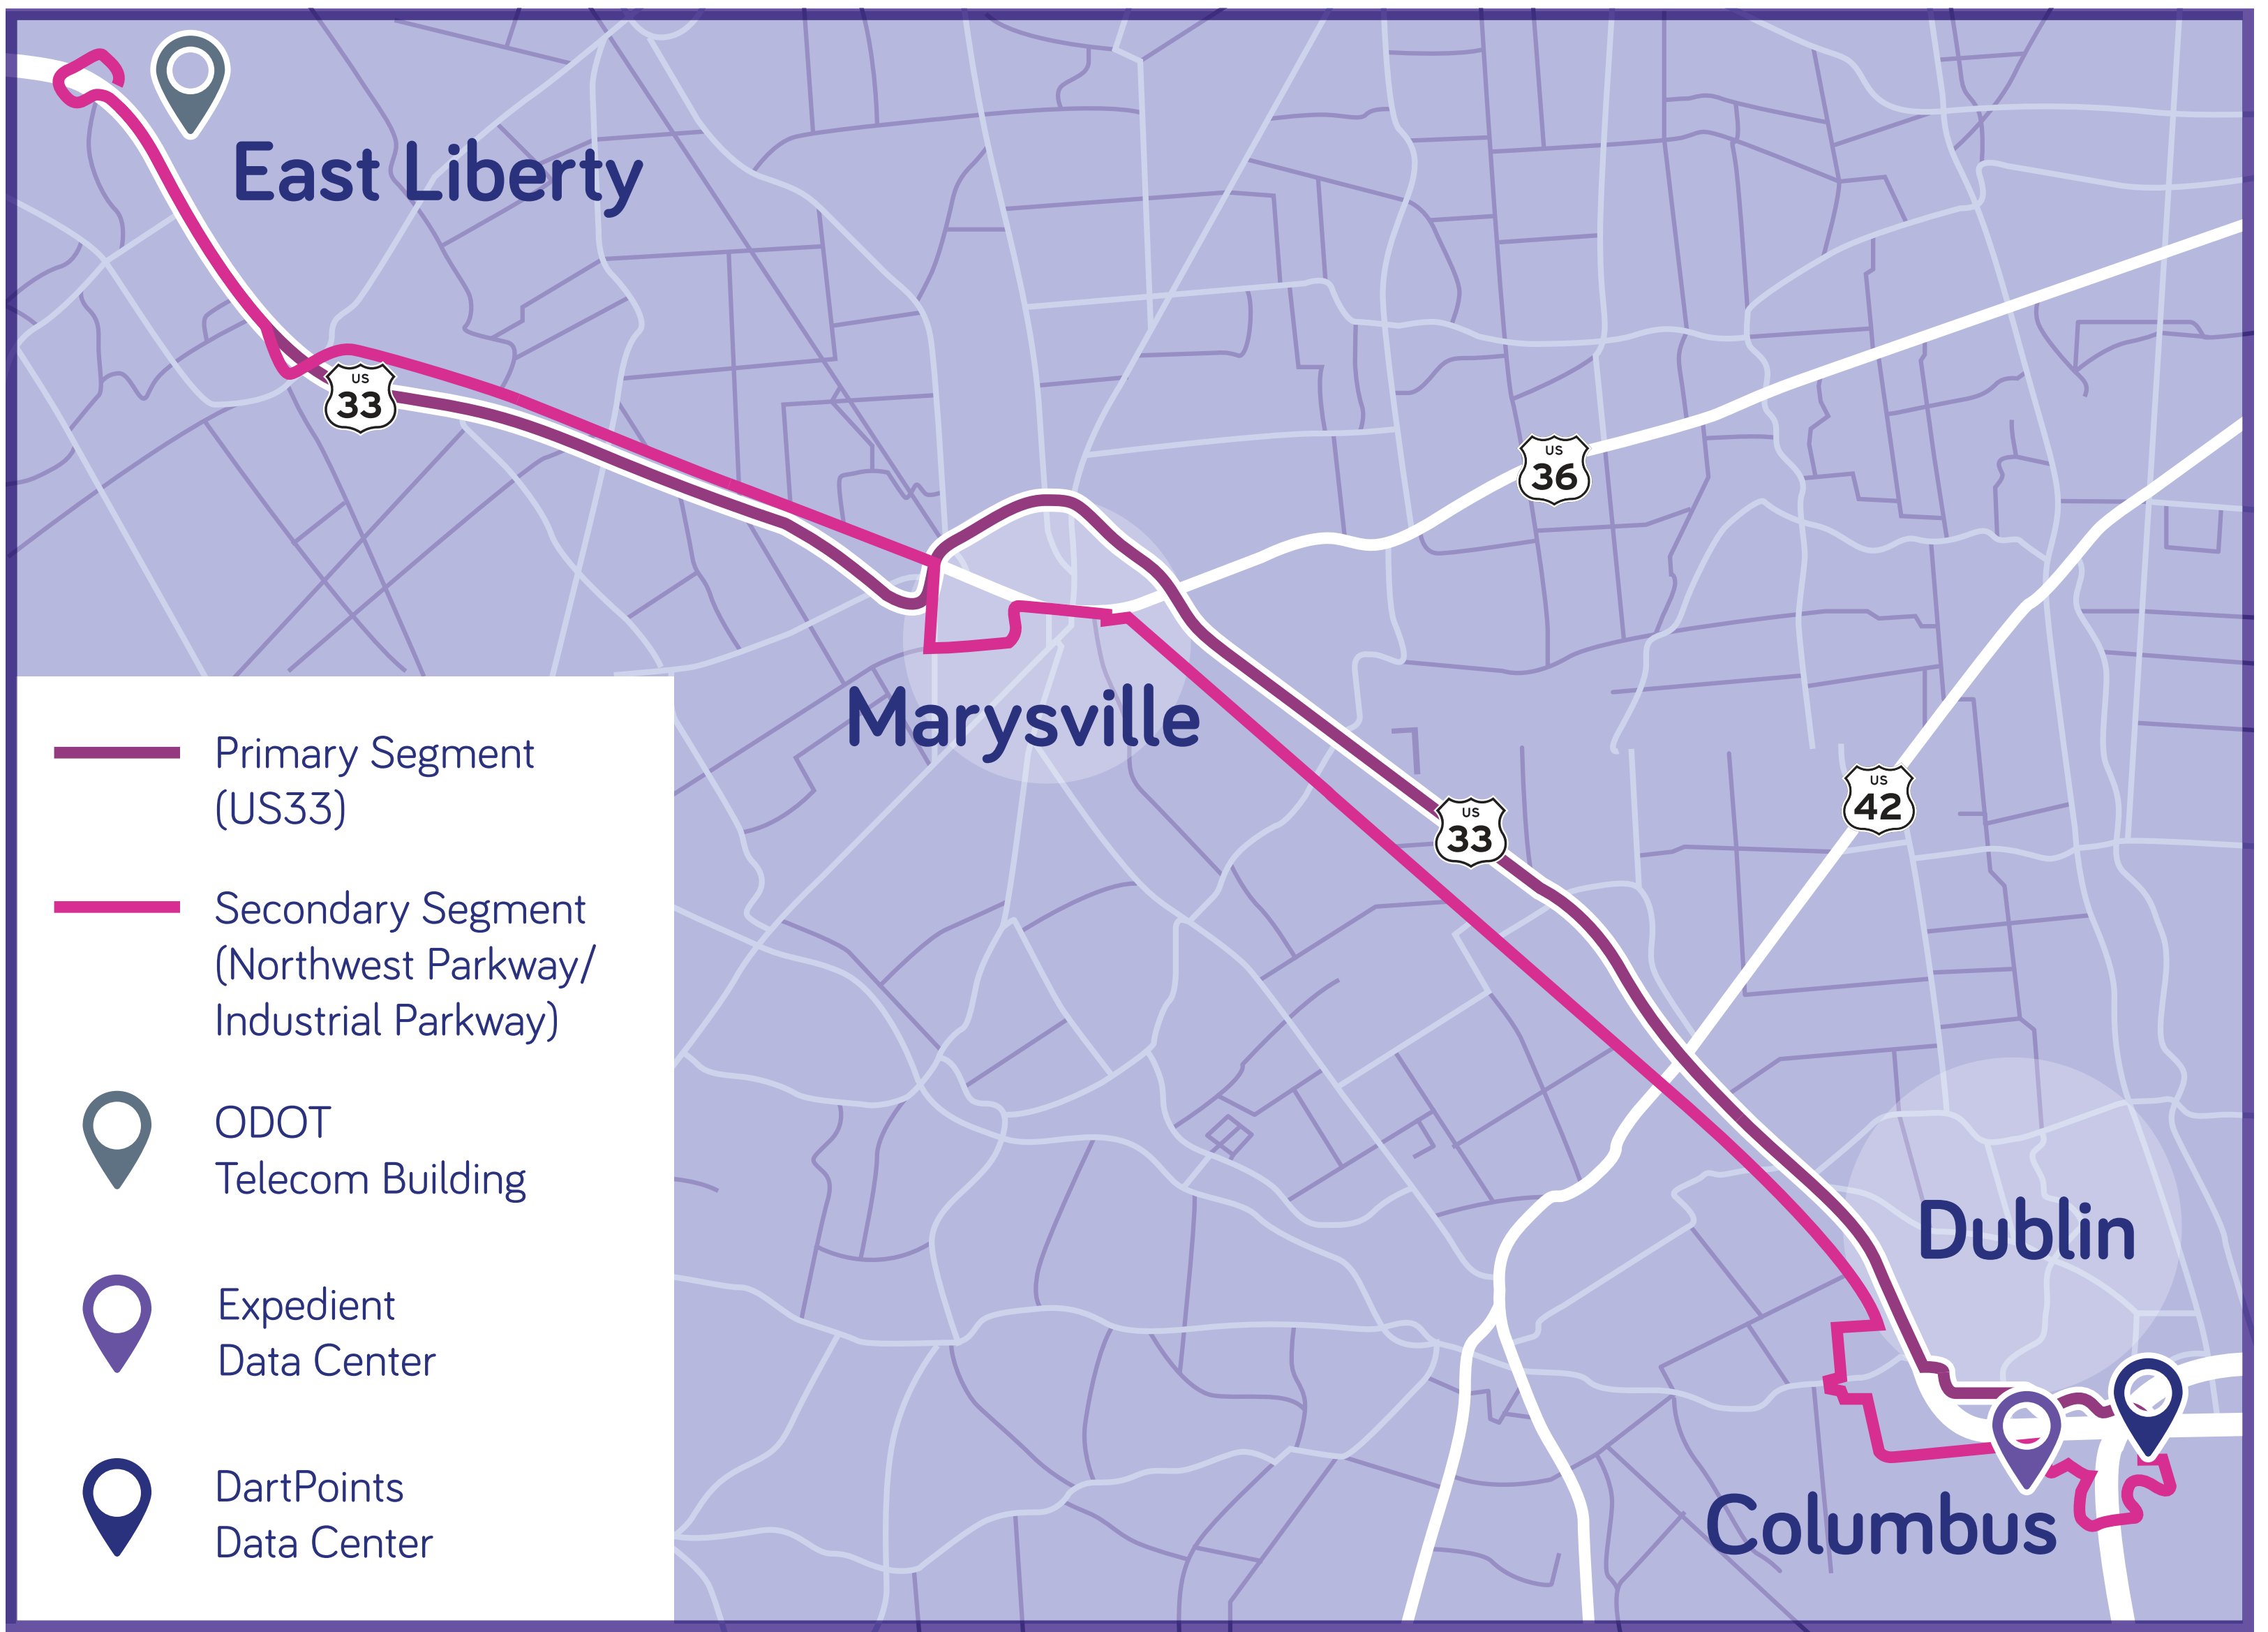 East Liberty
US
33
US
36
Marysville
US
33
US
42
Dublin
Columbus
Primary Segment
(US33)
Secondary Segment
(Northwest Parkway/
Industrial Parkway)
ODOT
Telecom Building
Expedient
Data Center
DartPoints
Data Center